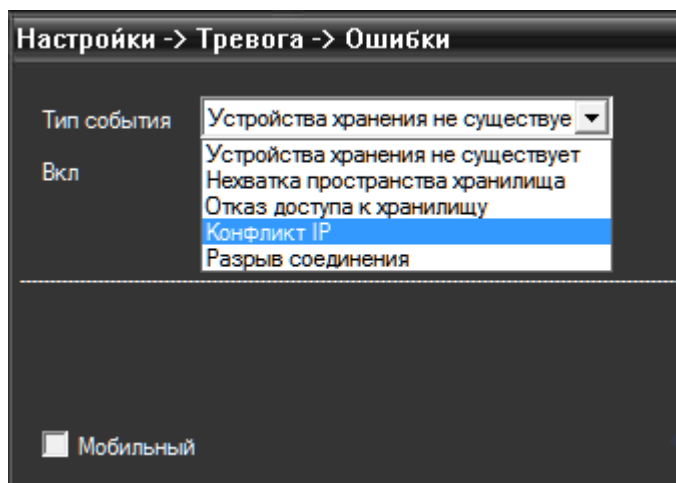 Настройки -> Тревога -> Ошибки
Тип события
Устройства хранения не существуе
Устройства хранения не существует
Вкл
Нехватка пространства хранилища
Отказ доступа к хранилищу
Конфликт IP
Разрыв соединения
Мобильный